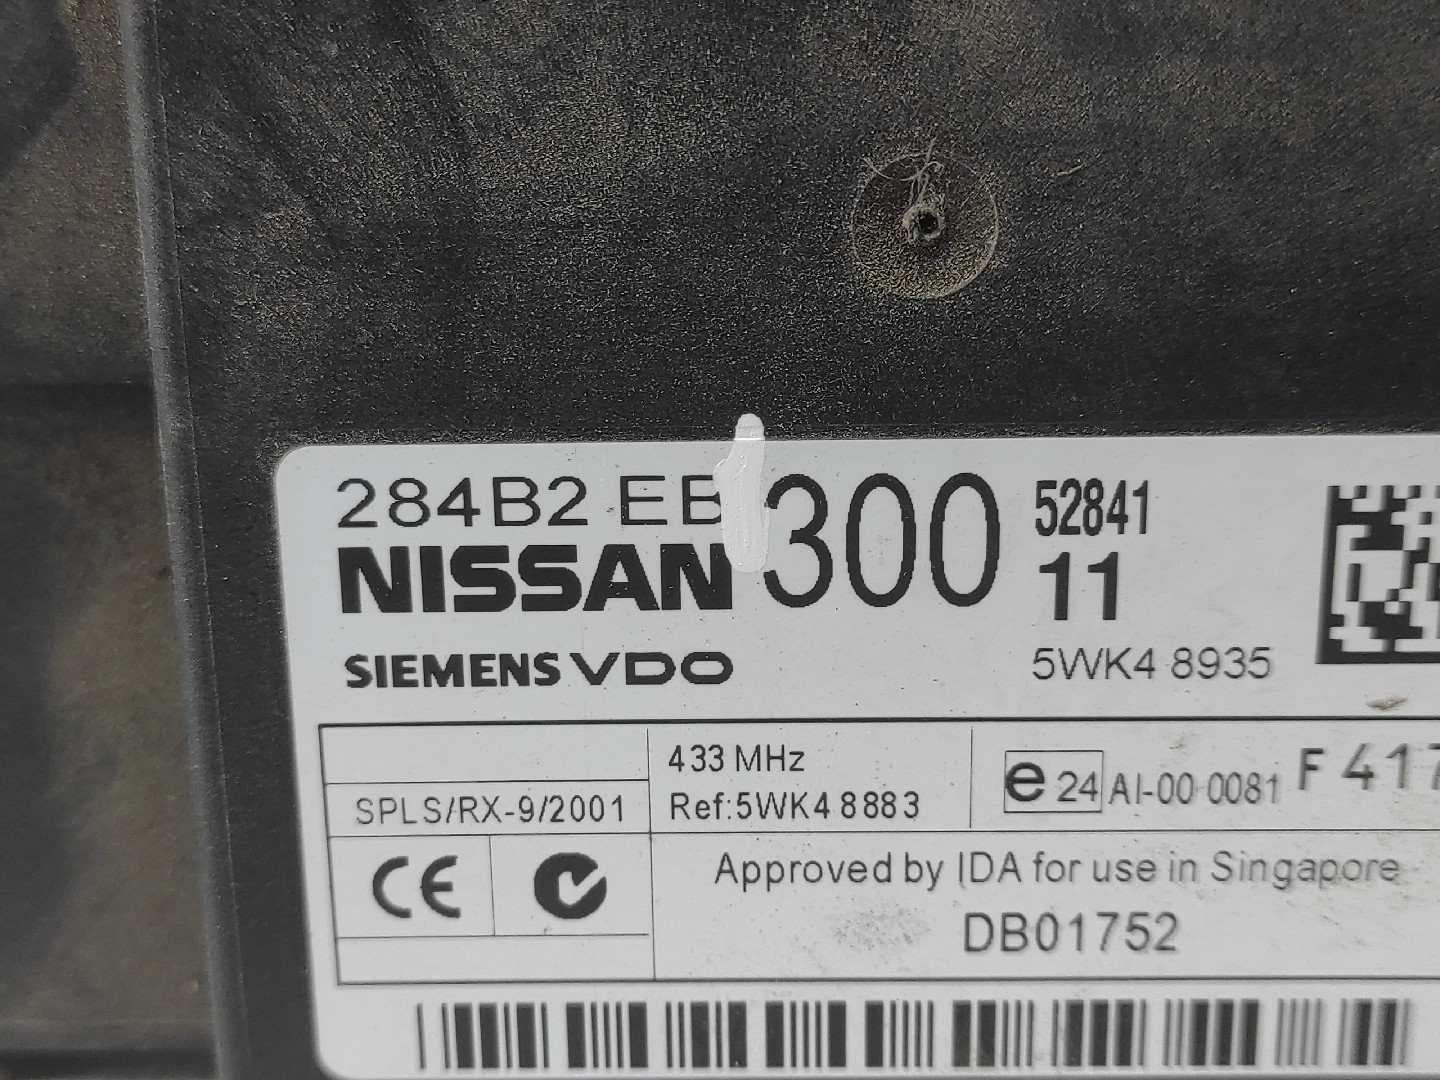 284B2 EB 300 52841
NISSAN 11
SIEMENS VDO 5WK4 8935
433 MHz
SPLS/RX-9/2001 Ref:5WK4 8883 e 24 AI-00 0081 F 417
CE
Approved by IDA for use in Singapore
DB01752